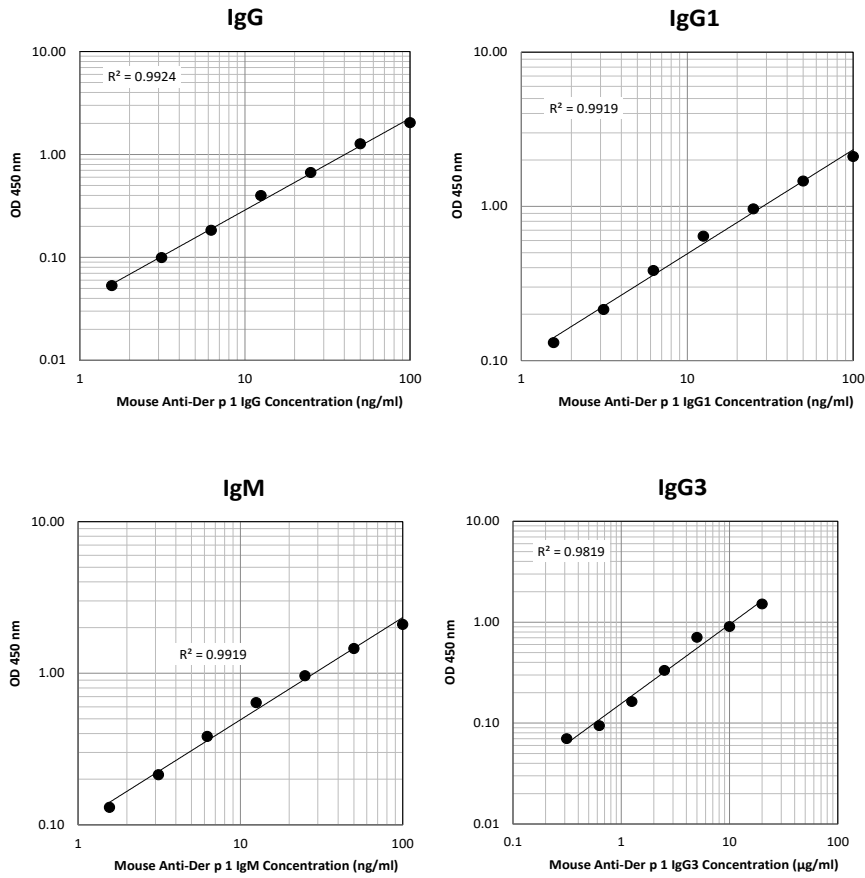 IgG
10.00
R² = 0.9924
1.00
0.10
0.01
OD 450 nm
1 10 100
Mouse Anti-Der p 1 IgG Concentration (ng/ml)
IgG1
10.00
R² = 0.9919
1.00
0.10
OD 450 nm
1 10 100
Mouse Anti-Der p 1 IgG1 Concentration (ng/ml)
IgM
10.00
R² = 0.9919
1.00
0.10
OD 450 nm
1 10 100
Mouse Anti-Der p 1 IgM Concentration (ng/ml)
IgG3
10.00
R² = 0.9819
1.00
0.10
0.01
OD 450 nm
0.1 1 10 100
Mouse Anti-Der p 1 IgG3 Concentration (µg/ml)